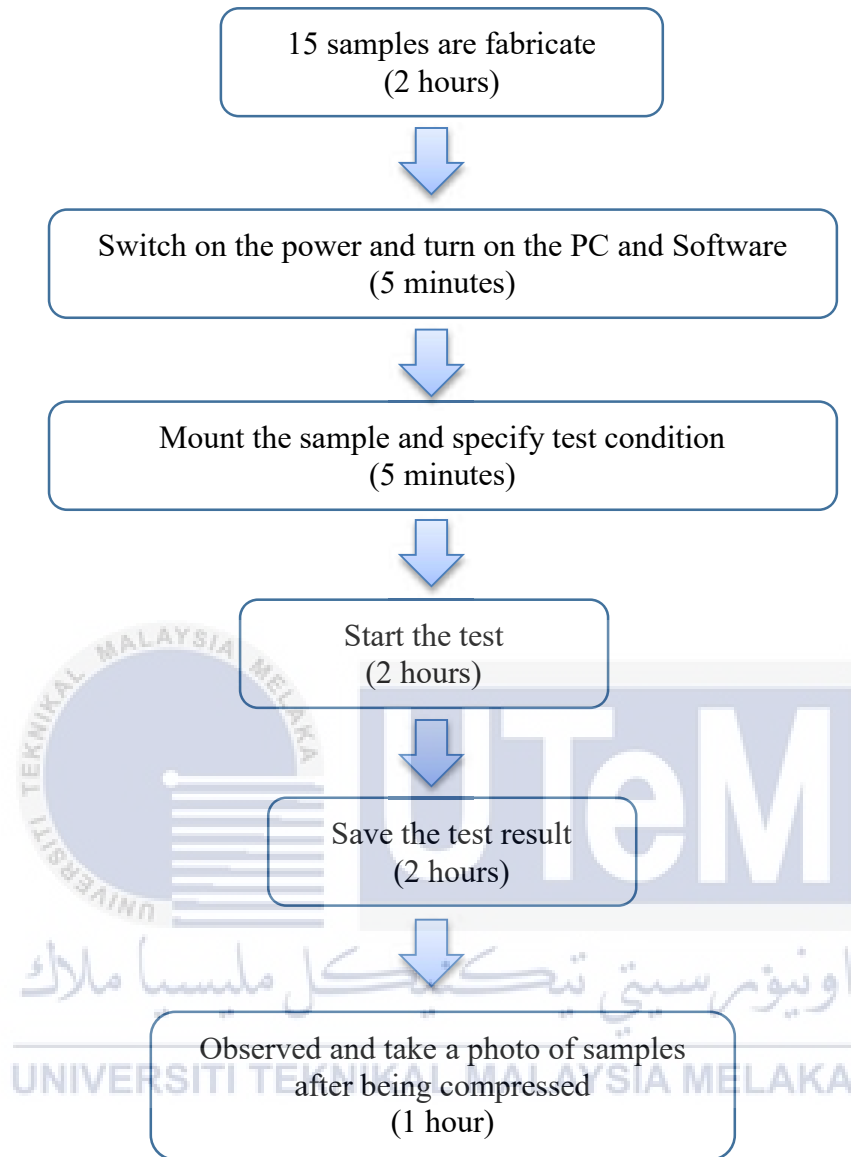 15 samples are fabricate
(2 hours)
Switch on the power and turn on the PC and Software
(5 minutes)
Mount the sample and specify test condition
(5 minutes)
Start the test
(2 hours)
UNIVERSITI TEKNIKAL MALAYSIA MELAKA
UTeM
Save the test result
(2 hours)
اونيۏرسيتي تيكنيكل مليسيا ملاك
Observed and take a photo of samples
UNIVERSITI TEKNIKAL MALAYSIA MELAKA
after being compressed
(1 hour)